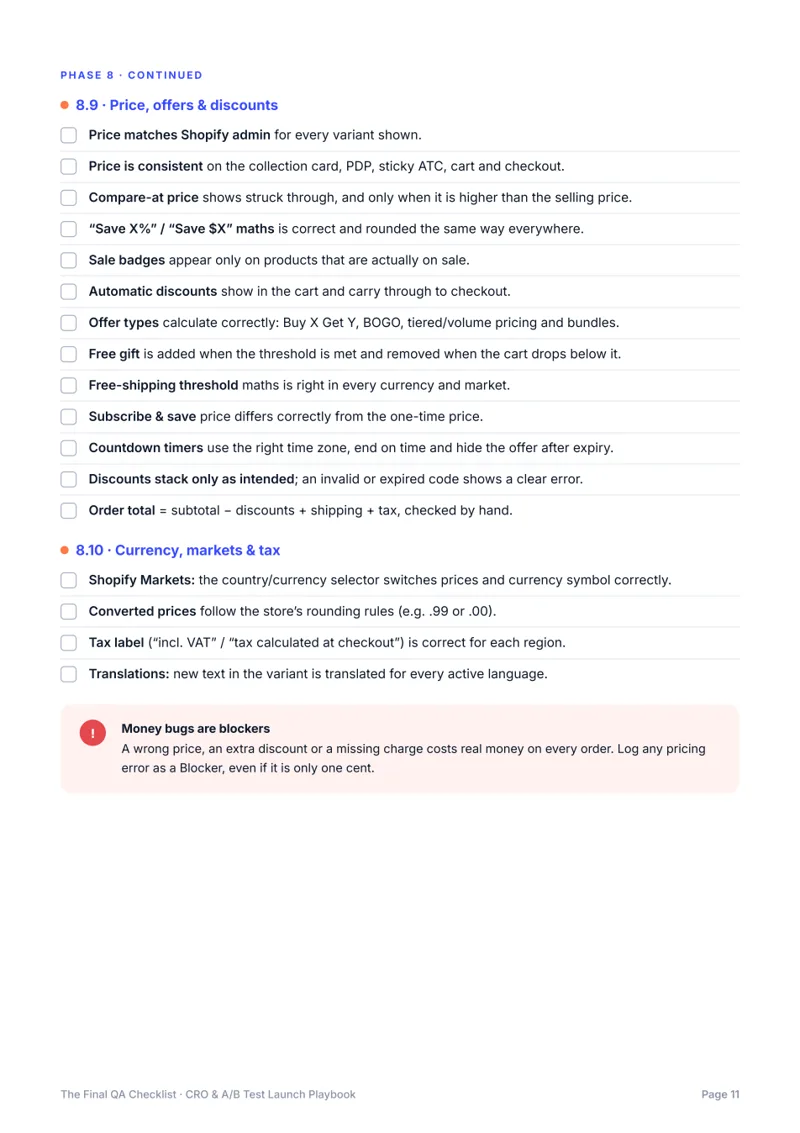 PHASE 8 · CONTINUED
8.9 · Price, offers & discounts
Price matches Shopify admin for every variant shown.
Price is consistent on the collection card, PDP, sticky ATC, cart and checkout.
Compare-at price shows struck through, and only when it is higher than the selling price.
“Save X%” / “Save $X” maths is correct and rounded the same way everywhere.
Sale badges appear only on products that are actually on sale.
Automatic discounts show in the cart and carry through to checkout.
Offer types calculate correctly: Buy X Get Y, BOGO, tiered/volume pricing and bundles.
Free gift is added when the threshold is met and removed when the cart drops below it.
Free-shipping threshold maths is right in every currency and market.
Subscribe & save price differs correctly from the one-time price.
Countdown timers use the right time zone, end on time and hide the offer after expiry.
Discounts stack only as intended; an invalid or expired code shows a clear error.
Order total = subtotal − discounts + shipping + tax, checked by hand.
8.10 · Currency, markets & tax
Shopify Markets: the country/currency selector switches prices and currency symbol correctly.
Converted prices follow the store’s rounding rules (e.g. .99 or .00).
Tax label (“incl. VAT” / “tax calculated at checkout”) is correct for each region.
Translations: new text in the variant is translated for every active language.
!
Money bugs are blockers
A wrong price, an extra discount or a missing charge costs real money on every order. Log any pricing
error as a Blocker, even if it is only one cent.
The Final QA Checklist · CRO & A/B Test Launch Playbook
Page 11